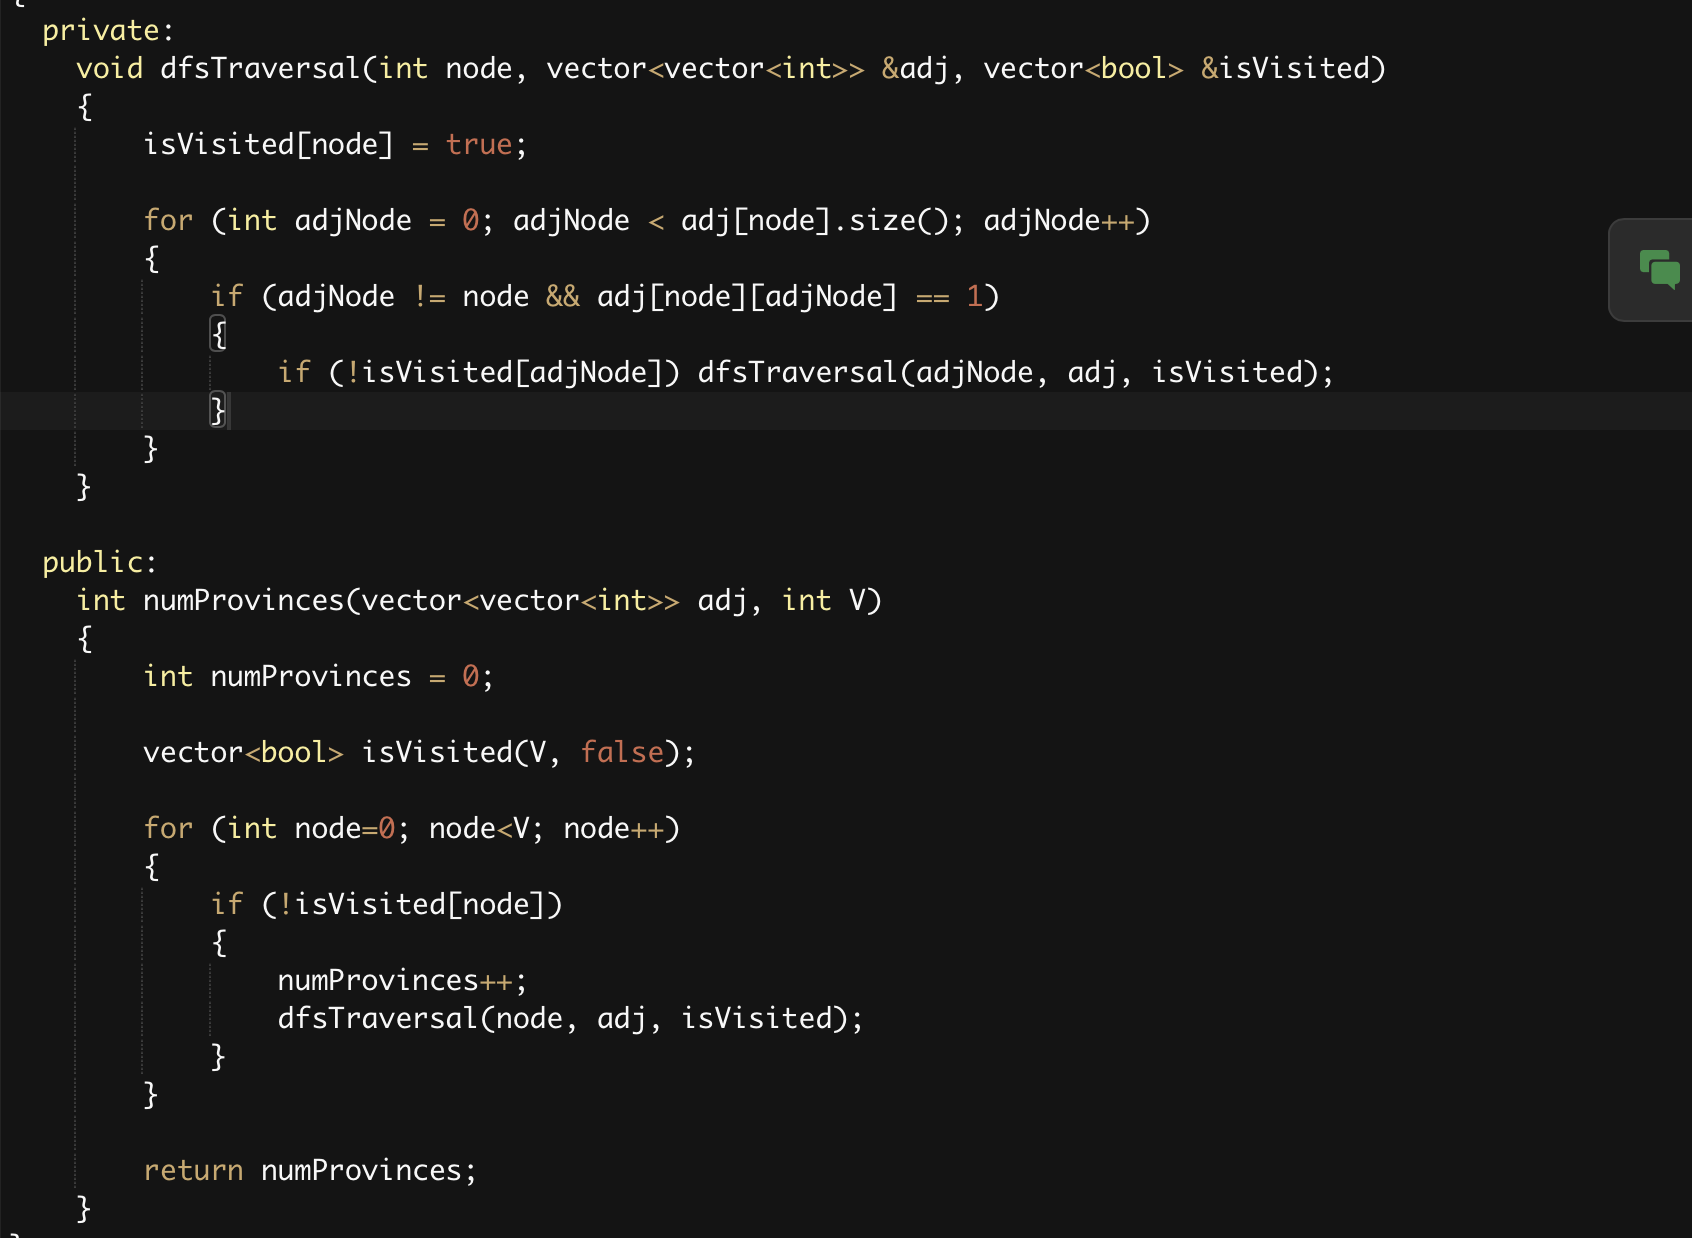 {
private:
void dfsTraversal(int node, vector<vector<int>> &adj, vector<bool> &isVisited)
{
isVisited[node] = true;
for (int adjNode = 0; adjNode < adj[node].size(); adjNode++)
{
if (adjNode != node && adj[node][adjNode] == 1)
{
if (!isVisited[adjNode]) dfsTraversal(adjNode, adj, isVisited);
}
}
}
public:
int numProvinces(vector<vector<int>> adj, int V)
{
int numProvinces = 0;
vector<bool> isVisited(V, false);
for (int node=0; node<V; node++)
{
if (!isVisited[node])
{
numProvinces++;
dfsTraversal(node, adj, isVisited);
}
}
return numProvinces;
}